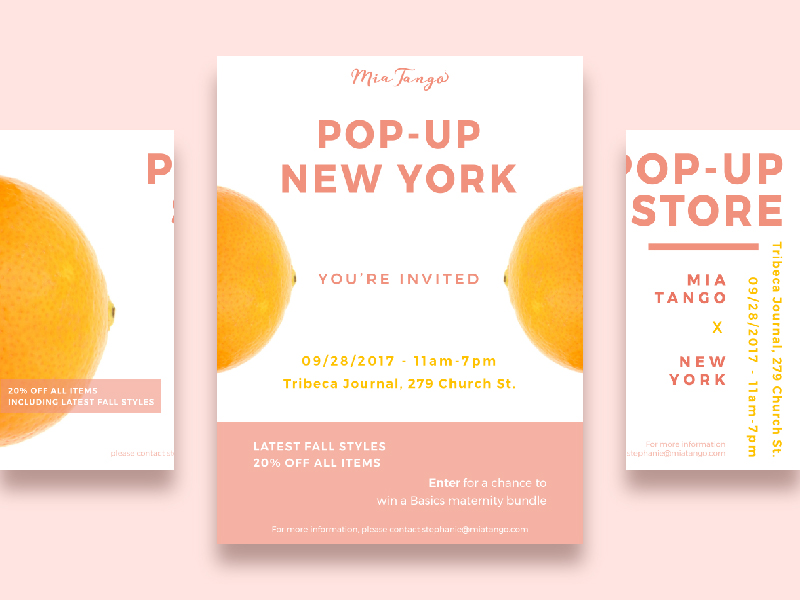 20% OFF ALL ITEMS
INCLUDING LATEST FALL STYLES
please contact
Mia Tango
POP-UP
NEW YORK
YOU'RE INVITED
09/28/2017 - 11am-7pm
Tribeca Journal, 279 Church St.
LATEST FALL STYLES
20% OFF ALL ITEMS
Enter for a chance to
win a Basics maternity bundle
For more information, please contact stephanie@miatango.com
POP-UP
STORE
MIA
TANGO
X
NEW
YORK
09/28/2017 - 11am-7pm
Tribeca Journal, 279 Church St.
For more information
stephanie@miatango.com